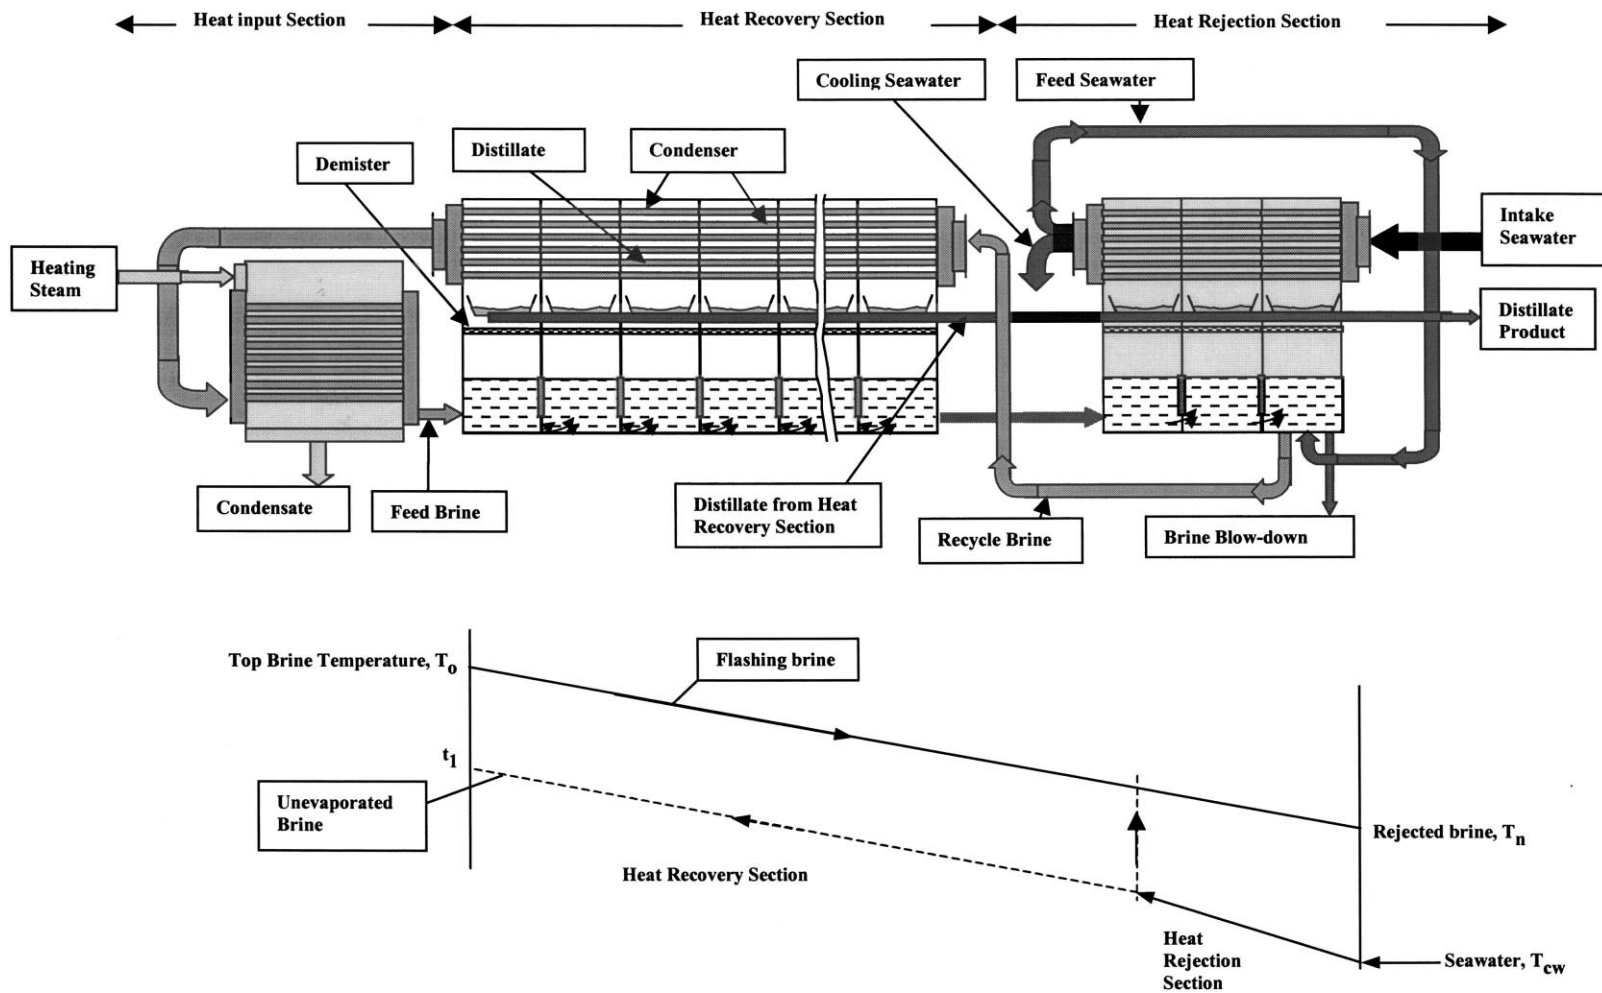 Heat input Section
Heat Recovery Section
Heat Rejection Section
Cooling Seawater
Feed Seawater
Demister
Distillate
Condenser
Intake
Seawater
Heating
Steam
Distillate
Product
Condensate
Feed Brine
Distillate from Heat
Recovery Section
Recycle Brine
Brine Blow-down
Top Brine Temperature, To
Flashing brine
t1
Unevaporated
Brine
Rejected brine, Tn
Heat Recovery Section
Heat
Rejection
Section
Seawater, Tcw